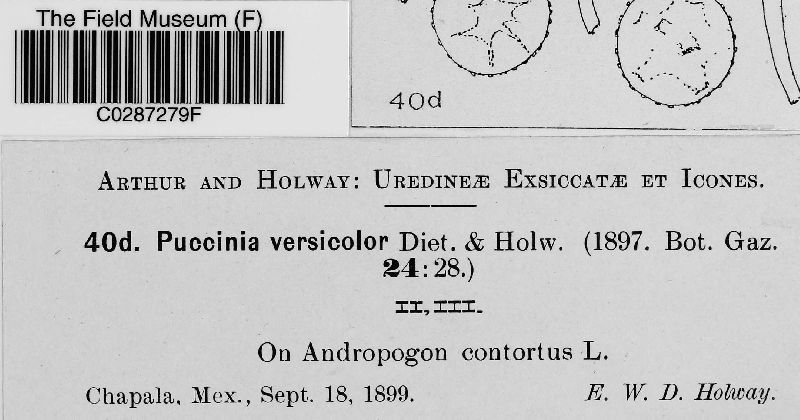 The Field Museum (F)
C0287279F
40d
ARTHUR AND HOLWAY: UREDINEÆ EXSICCATÆ ET ICONES.
40d. Puccinia versicolor Diet. & Holw. (1897. Bot. Gaz.
24:28.)
II, III.
On Andropogon contortus L.
Chapala, Mex., Sept. 18, 1899. E. W. D. Holway.